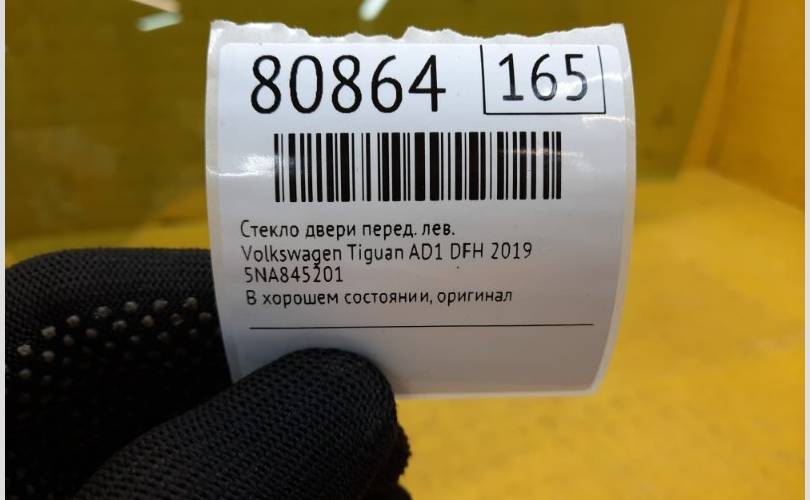 80864 165
Стекло двери перед. лев.
Volkswagen Tiguan AD1 DFH 2019
5NA845201
В хорошем состоянии, оригинал